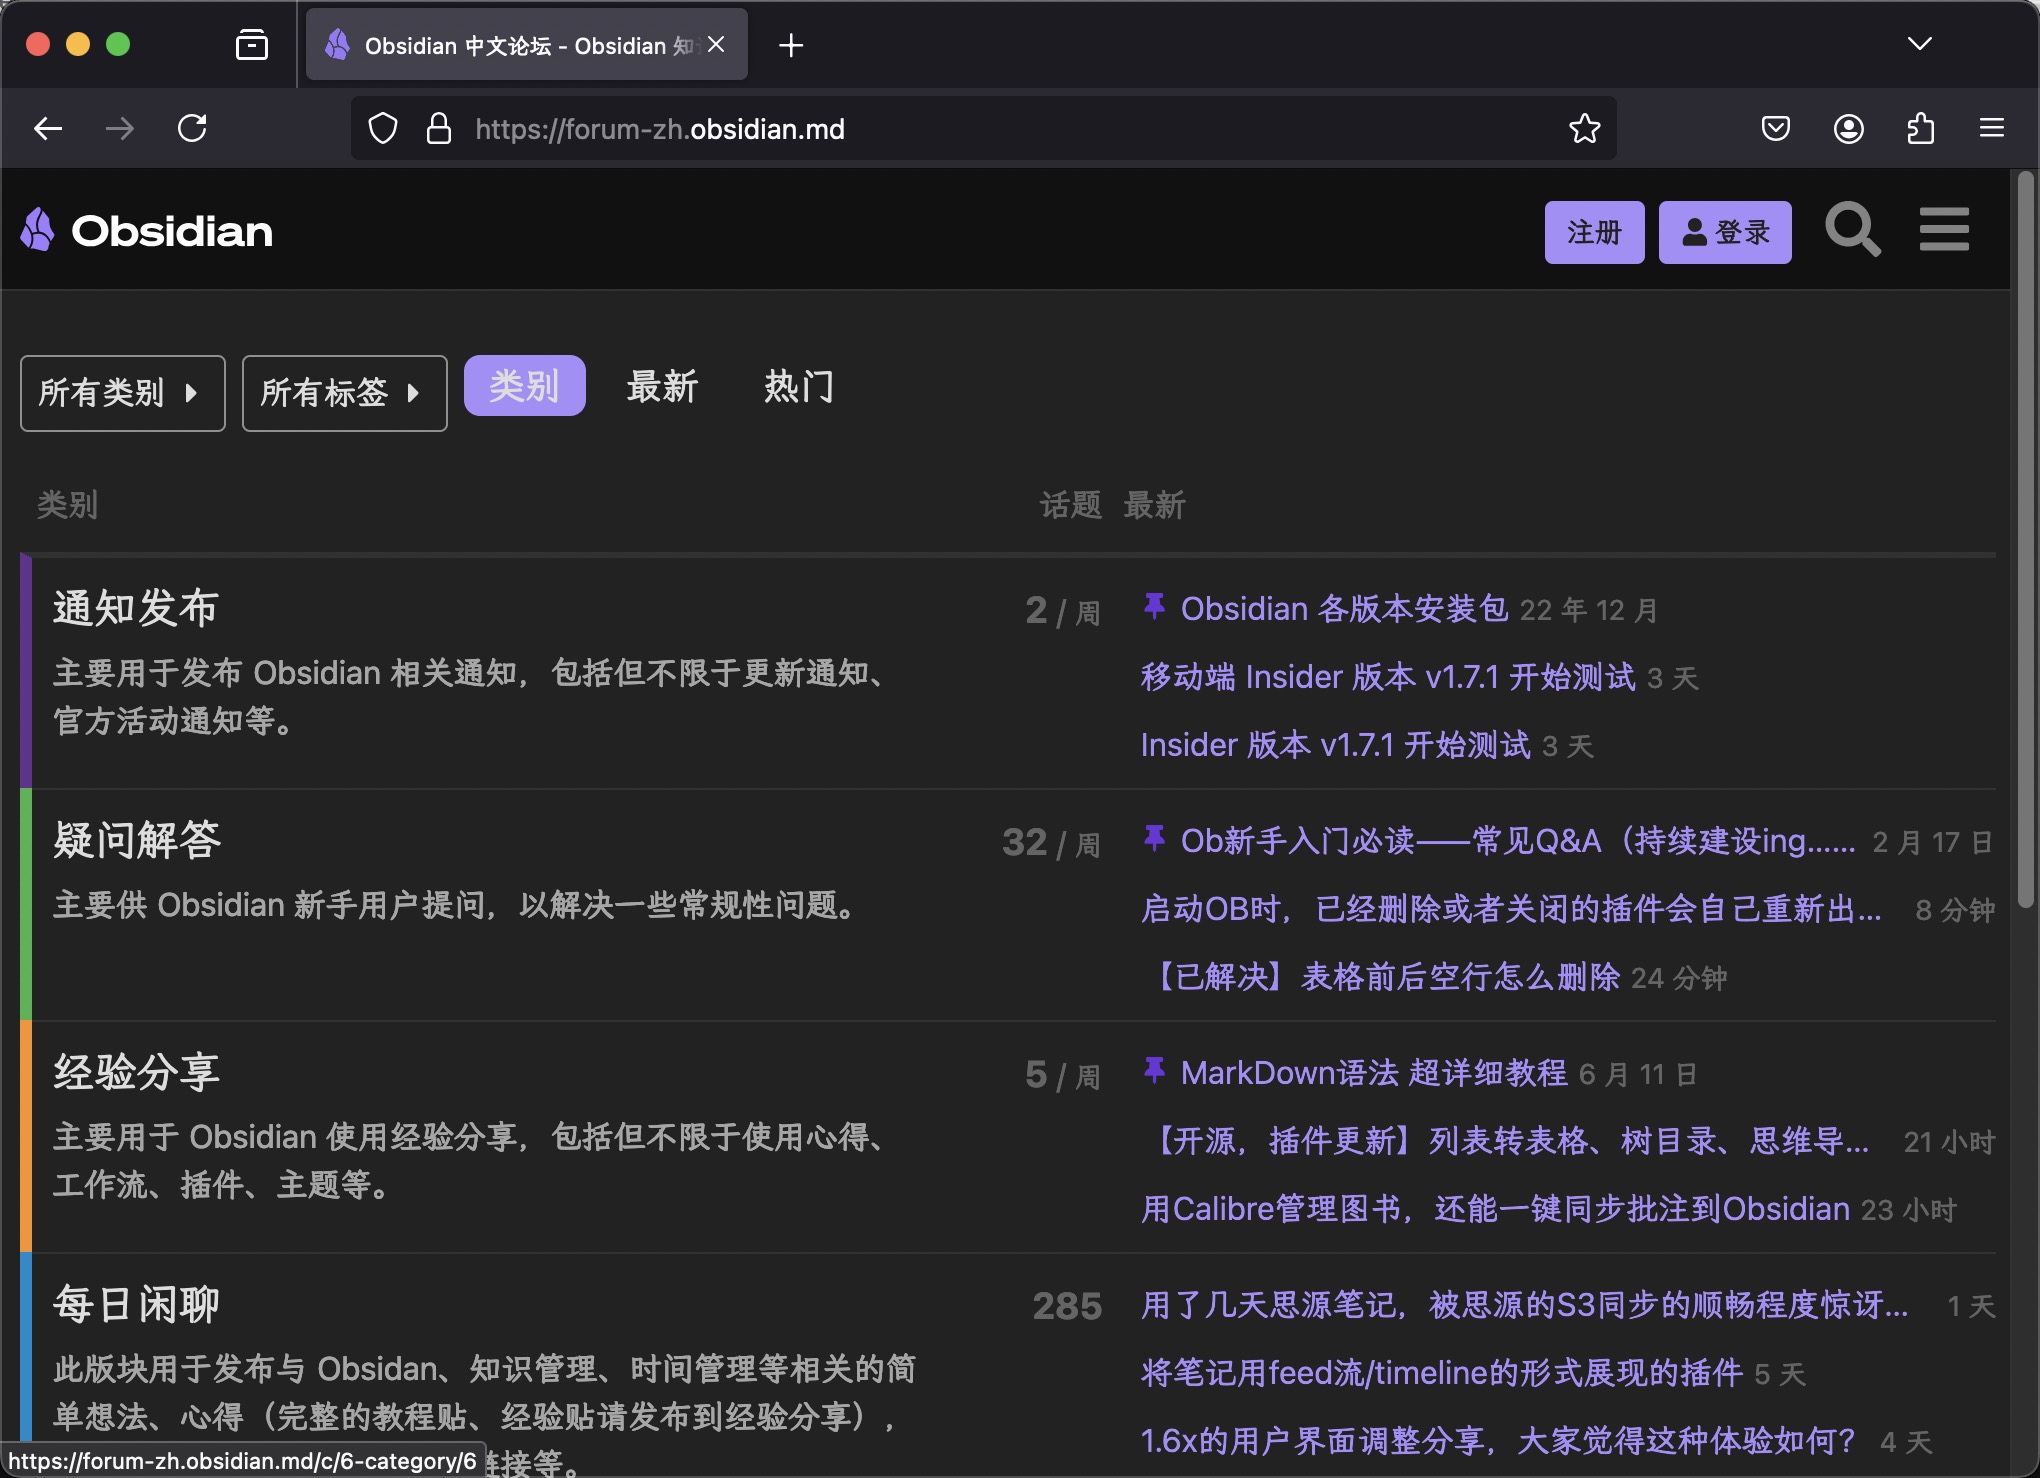 Obsidian 中文论坛 - Obsidian 知
https://forum-zh.obsidian.md
Obsidian
注册
登录
所有类别
所有标签
类别
最新
热门
类别
话题
最新
通知发布
主要用于发布 Obsidian 相关通知，包括但不限于更新通知、
官方活动通知等。
2 / 周
Obsidian 各版本安装包 22 年 12 月
移动端 Insider 版本 v1.7.1 开始测试 3 天
Insider 版本 v1.7.1 开始测试 3 天
疑问解答
主要供 Obsidian 新手用户提问，以解决一些常规性问题。
32 / 周
Ob新手入门必读——常见Q&A（持续建设ing…… 2 月 17 日
启动OB时，已经删除或者关闭的插件会自己重新出... 8 分钟
【已解决】表格前后空行怎么删除 24 分钟
经验分享
主要用于 Obsidian 使用经验分享，包括但不限于使用心得、
工作流、插件、主题等。
5 / 周
MarkDown语法 超详细教程 6 月 11 日
【开源，插件更新】列表转表格、树目录、思维导... 21 小时
用Calibre管理图书，还能一键同步批注到Obsidian 23 小时
每日闲聊
此版块用于发布与 Obsidan、知识管理、时间管理等相关的简
单想法、心得（完整的教程贴、经验贴请发布到经验分享），
链接等。
285
用了几天思源笔记，被思源的S3同步的顺畅程度惊讶... 1 天
将笔记用feed流/timeline的形式展现的插件 5 天
1.6x的用户界面调整分享，大家觉得这种体验如何？ 4 天
https://forum-zh.obsidian.md/c/6-category/6